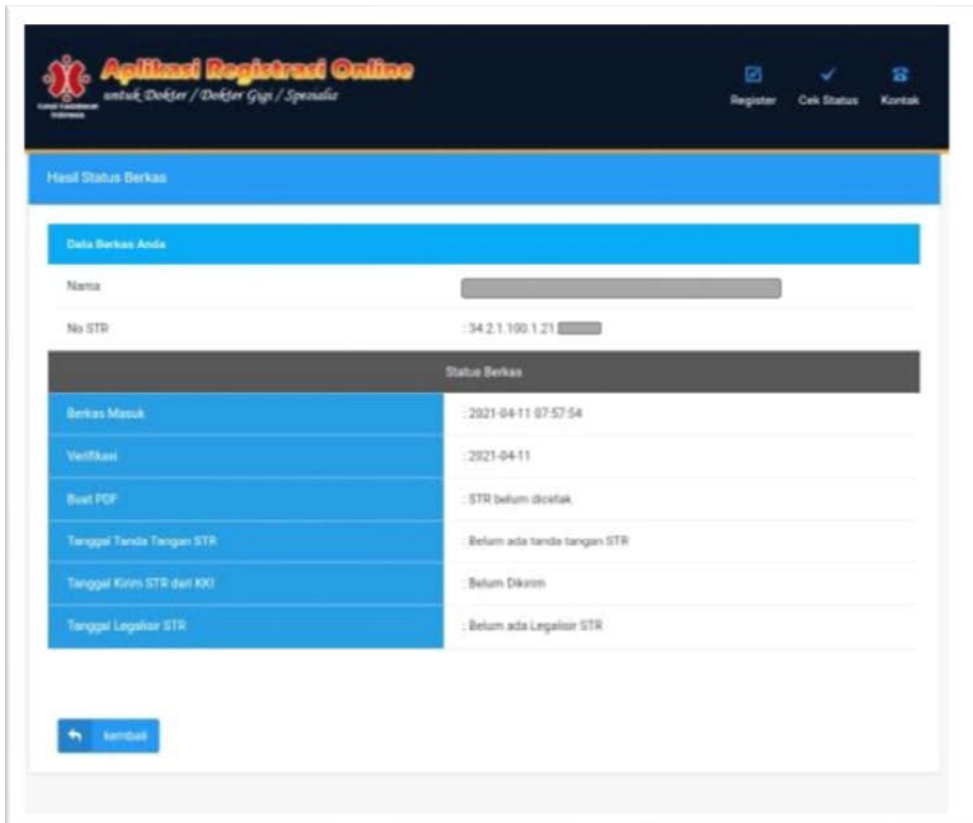 Aplikasi Registrasi Online
untuk Dokter / Dokter Gigi / Spesialis
Konsil Kedokteran
Indonesia
Register
Cek Status
Kontak
Hasil Status Berkas
Data Berkas Anda
Nama
No STR : 34.2.1.100.1.21
Status Berkas
Berkas Masuk : 2021-04-11 07:57:54
Verifikasi : 2021-04-11
Buat PDF : STR belum dicetak
Tanggal Tanda Tangan STR : Belum ada tanda tangan STR
Tanggal Kirim STR dari KKI : Belum Dikirim
Tanggal Legalisir STR : Belum ada Legalisir STR
kembali